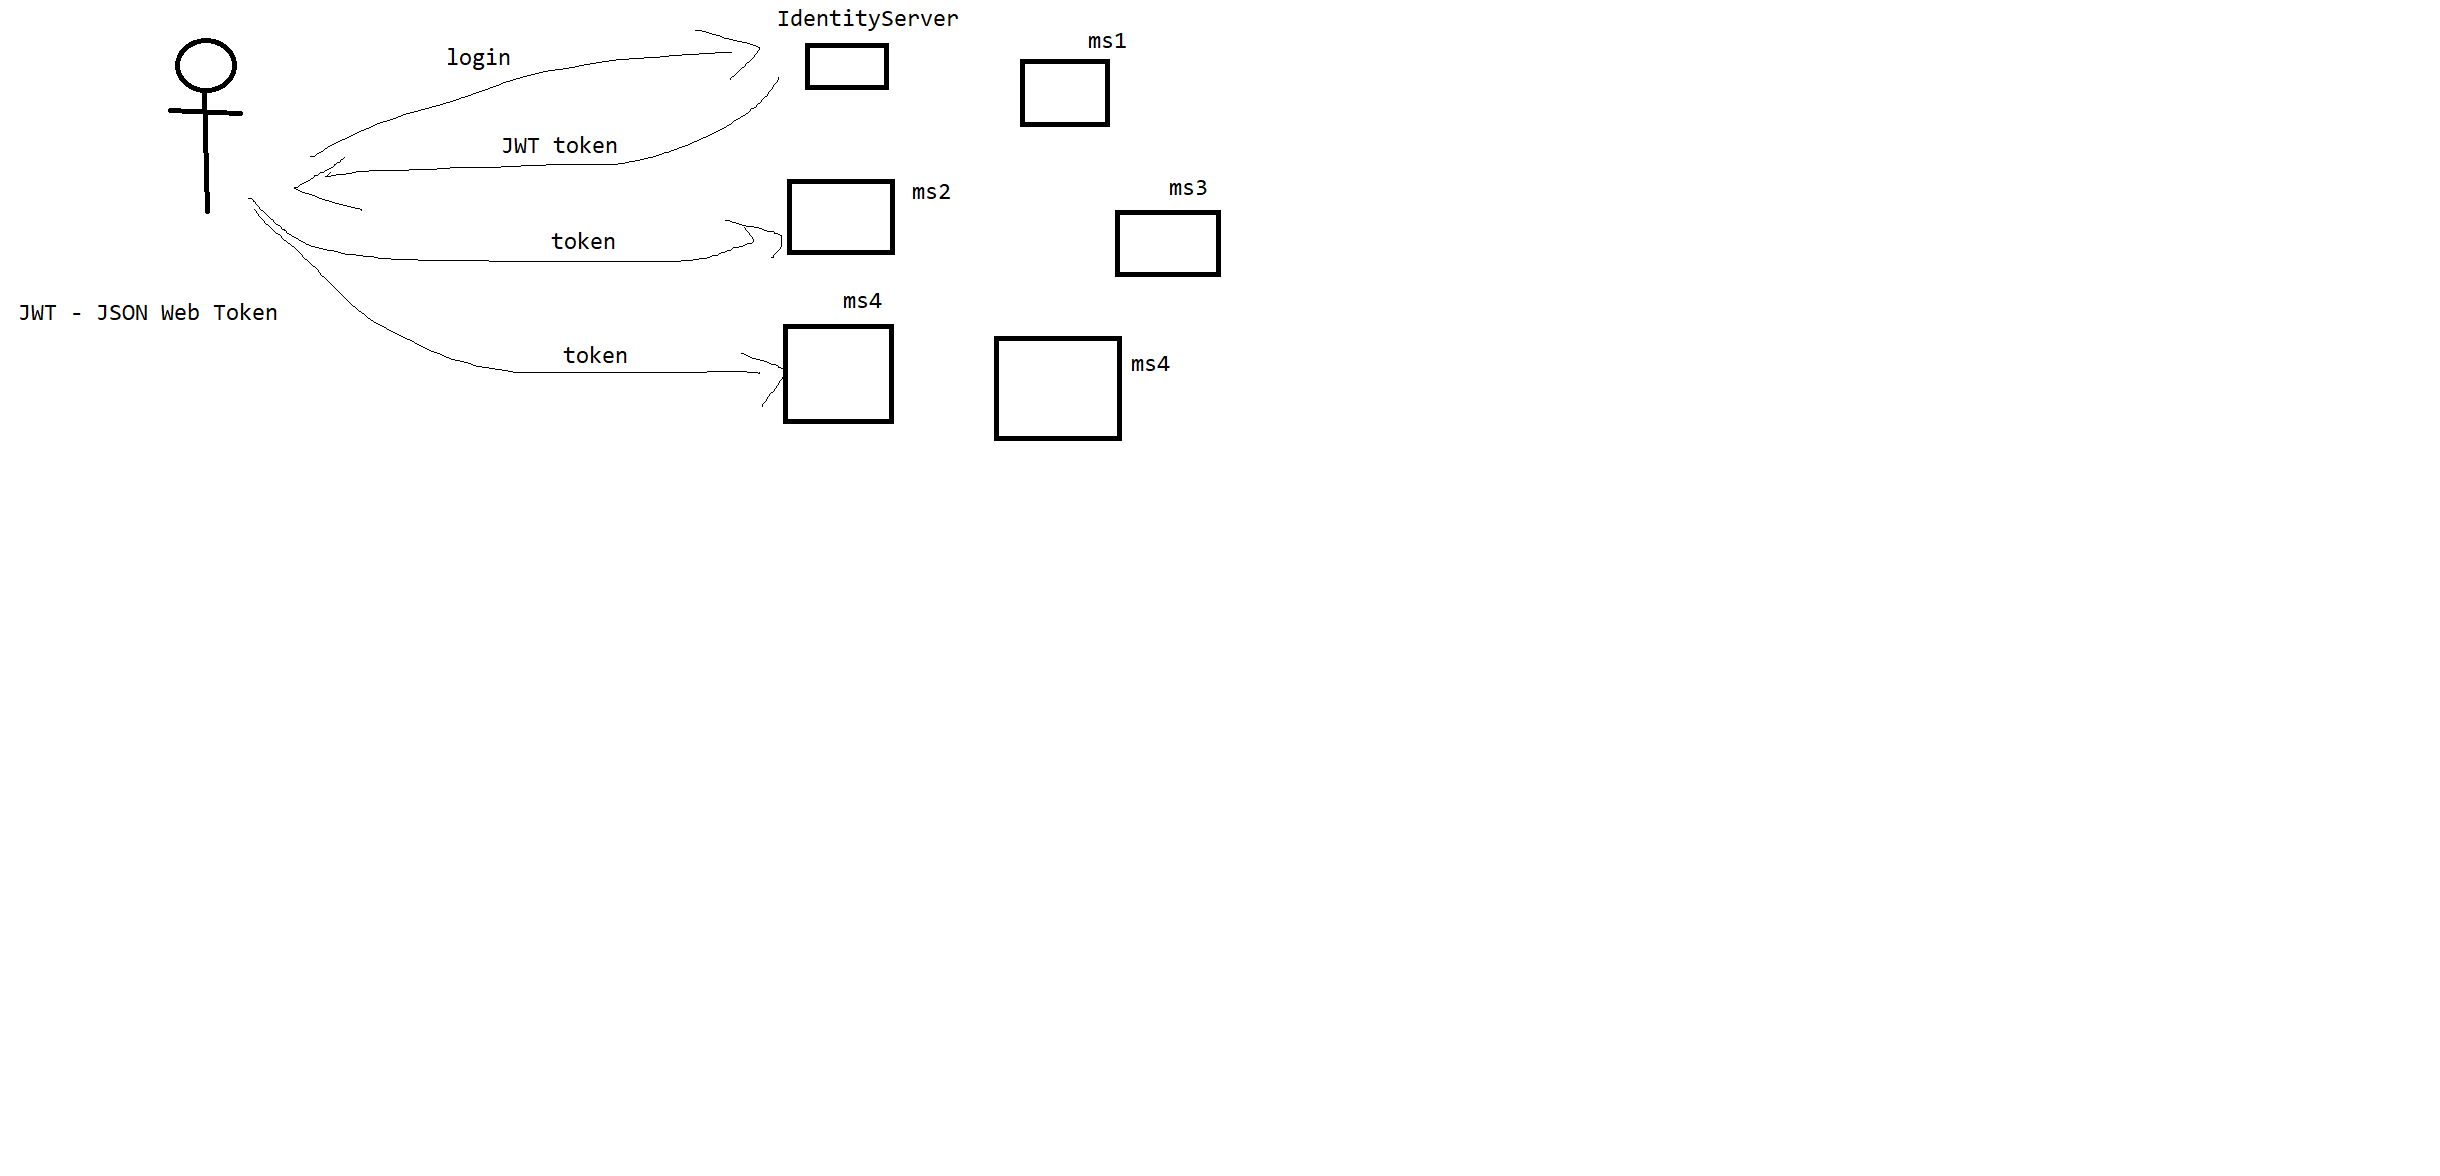 IdentityServer
ms1
login
JWT token
ms2
ms3
token
ms4
JWT - JSON Web Token
token
ms4